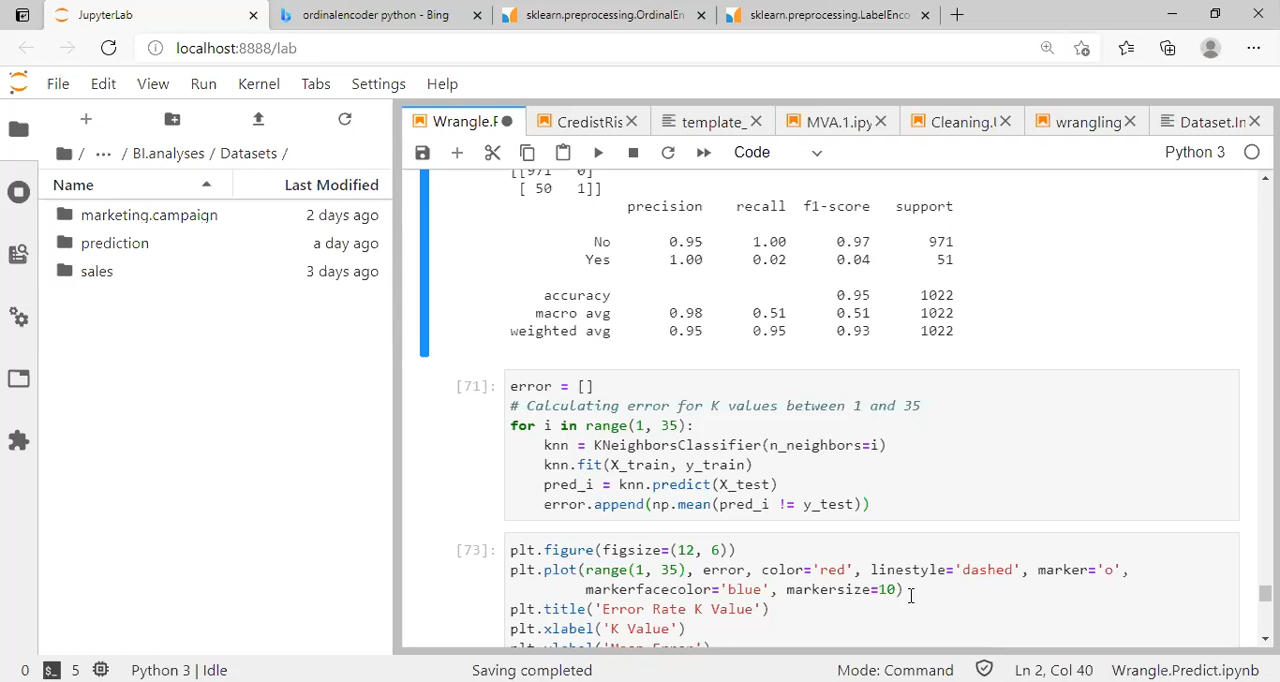 JupyterLab
ordinalencoder python - Bing
sklearn.preprocessing.OrdinalEn
sklearn.preprocessing.LabelEnco
localhost:8888/lab
File Edit View Run Kernel Tabs Settings Help
Wrangle.F
CredistRis
template_
MVA.1.ipy
Cleaning.
wrangling
Dataset.In
/ ... / BI.analyses / Datasets /
Code
Python 3
Name Last Modified
marketing.campaign 2 days ago
prediction a day ago
sales 3 days ago
[[971 0]
[ 50 1]]
precision recall f1-score support
No 0.95 1.00 0.97 971
Yes 1.00 0.02 0.04 51
accuracy 0.95 1022
macro avg 0.98 0.51 0.51 1022
weighted avg 0.95 0.95 0.93 1022
[71]:
error = []
# Calculating error for K values between 1 and 35
for i in range(1, 35):
knn = KNeighborsClassifier(n_neighbors=i)
knn.fit(X_train, y_train)
pred_i = knn.predict(X_test)
error.append(np.mean(pred_i != y_test))
[73]:
plt.figure(figsize=(12, 6))
plt.plot(range(1, 35), error, color='red', linestyle='dashed', marker='o',
markerfacecolor='blue', markersize=10)
plt.title('Error Rate K Value')
plt.xlabel('K Value')
plt.ylabel('Mean Error')
0 $_ 5 Python 3 | Idle Saving completed Mode: Command Ln 2, Col 40 Wrangle.Predict.ipynb